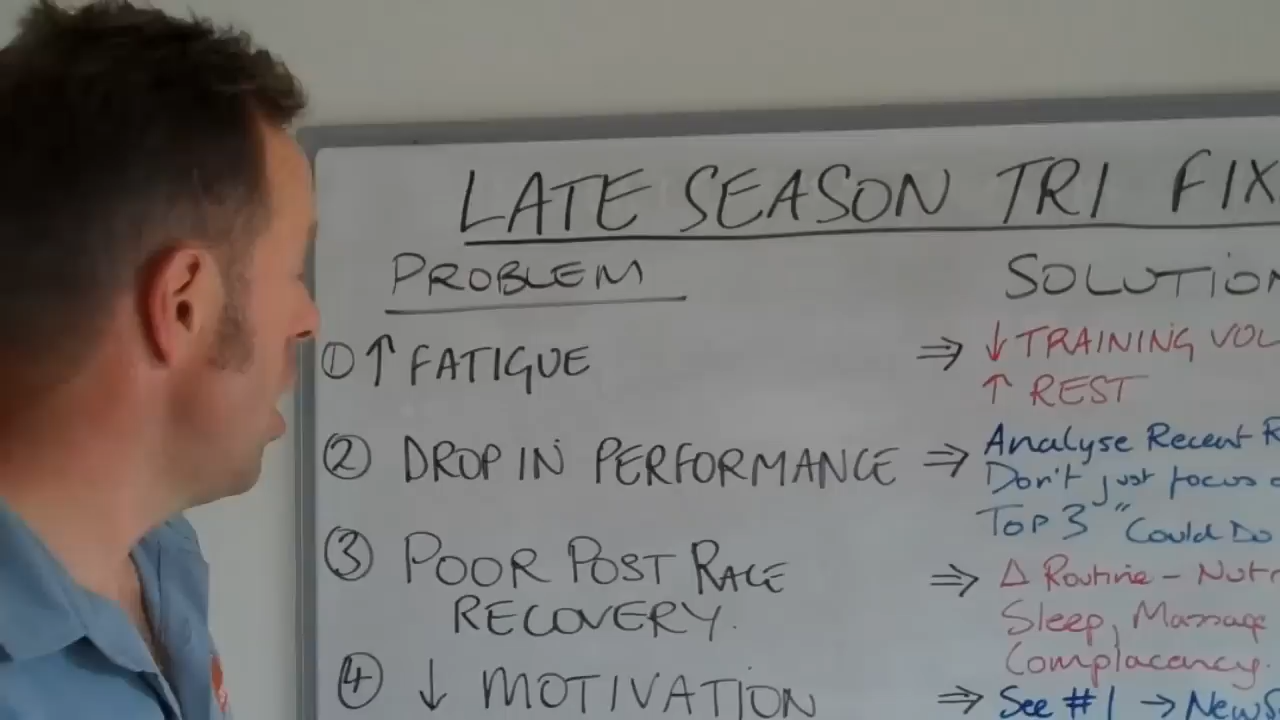 LATE SEASON TRI FIX
PROBLEM
SOLUTION
① ↑ FATIGUE ⇒ ↓ TRAINING VOL
↑ REST
② DROP IN PERFORMANCE ⇒ Analyse Recent R
Don't just focus
TOP 3 "Could Do
③ POOR POST RACE ⇒ Δ Routine - Nutr
RECOVERY. Sleep, Massage
Complacency.
④ ↓ MOTIVATION ⇒ See #1 → News